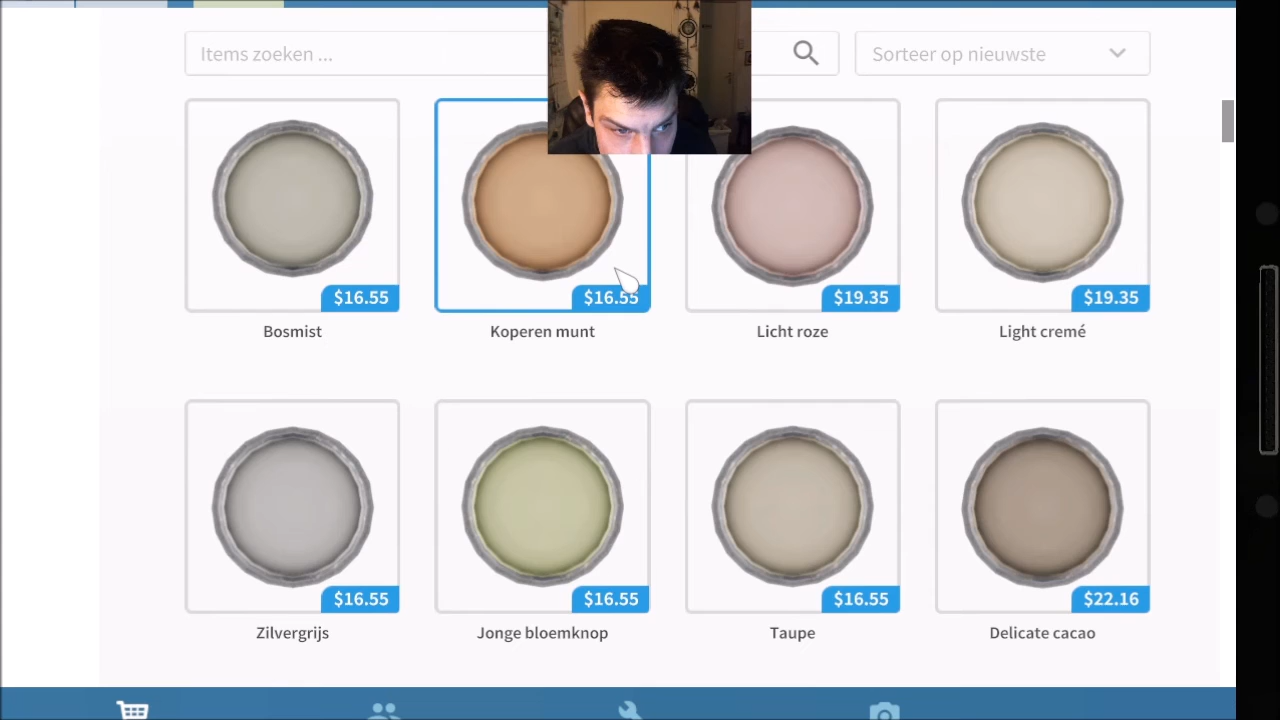 Items zoeken ...
Sorteer op nieuwste
$16.55
$16.55
$19.35
$19.35
Bosmist
Koperen munt
Licht roze
Light cremé
$16.55
$16.55
$16.55
$22.16
Zilvergrijs
Jonge bloemknop
Taupe
Delicate cacao